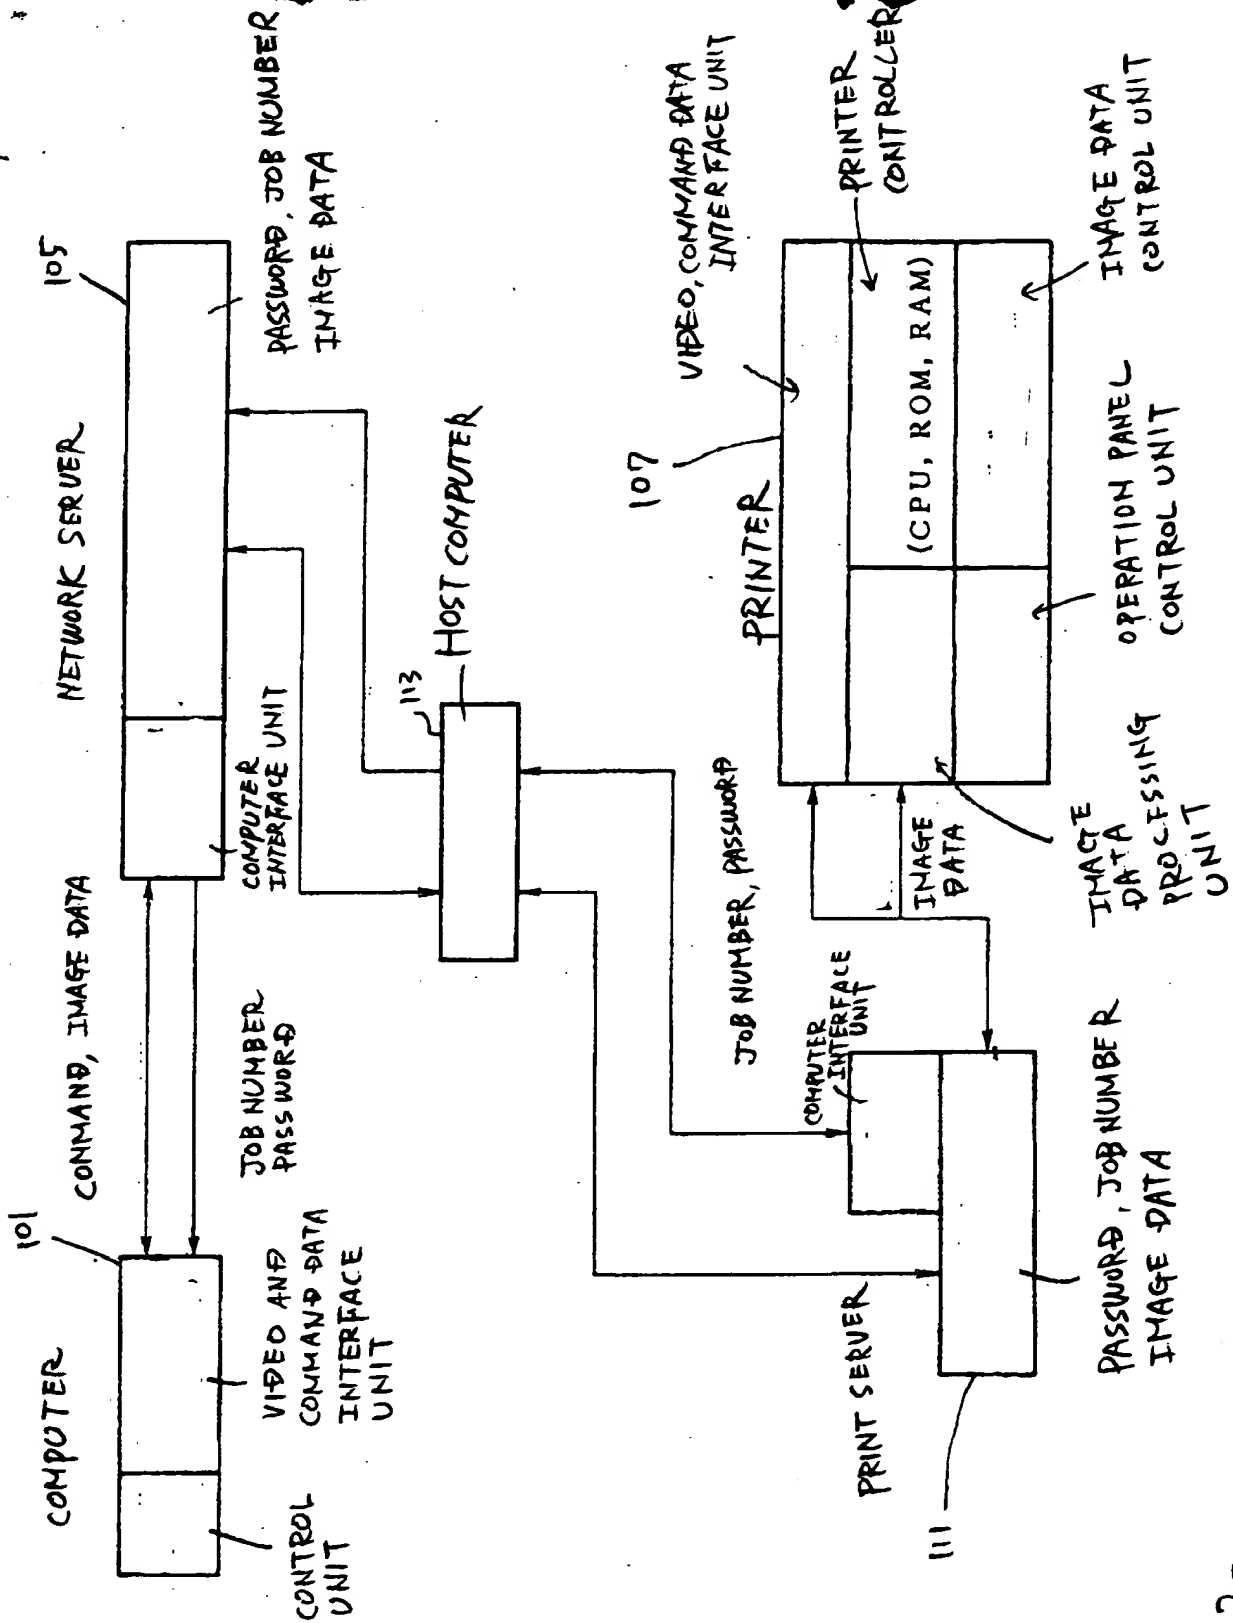 COMPUTER
101
CONTROL
UNIT
VIDEO AND
COMMAND DATA
INTERFACE
UNIT
COMMAND, IMAGE DATA
JOB NUMBER
PASSWORD
NETWORK SERVER
105
COMPUTER
INTERFACE UNIT
PASSWORD, JOB NUMBER
IMAGE DATA
113
HOST COMPUTER
PRINT SERVER
111
COMPUTER
INTERFACE
UNIT
PASSWORD, JOB NUMBER
IMAGE DATA
JOB NUMBER, PASSWORD
IMAGE
DATA
PRINTER
107
VIDEO, COMMAND DATA
INTERFACE UNIT
PRINTER
CONTROLLER
(CPU, ROM, RAM)
IMAGE
DATA
PROCESSING
UNIT
OPERATION PANEL
CONTROL UNIT
IMAGE DATA
CONTROL UNIT